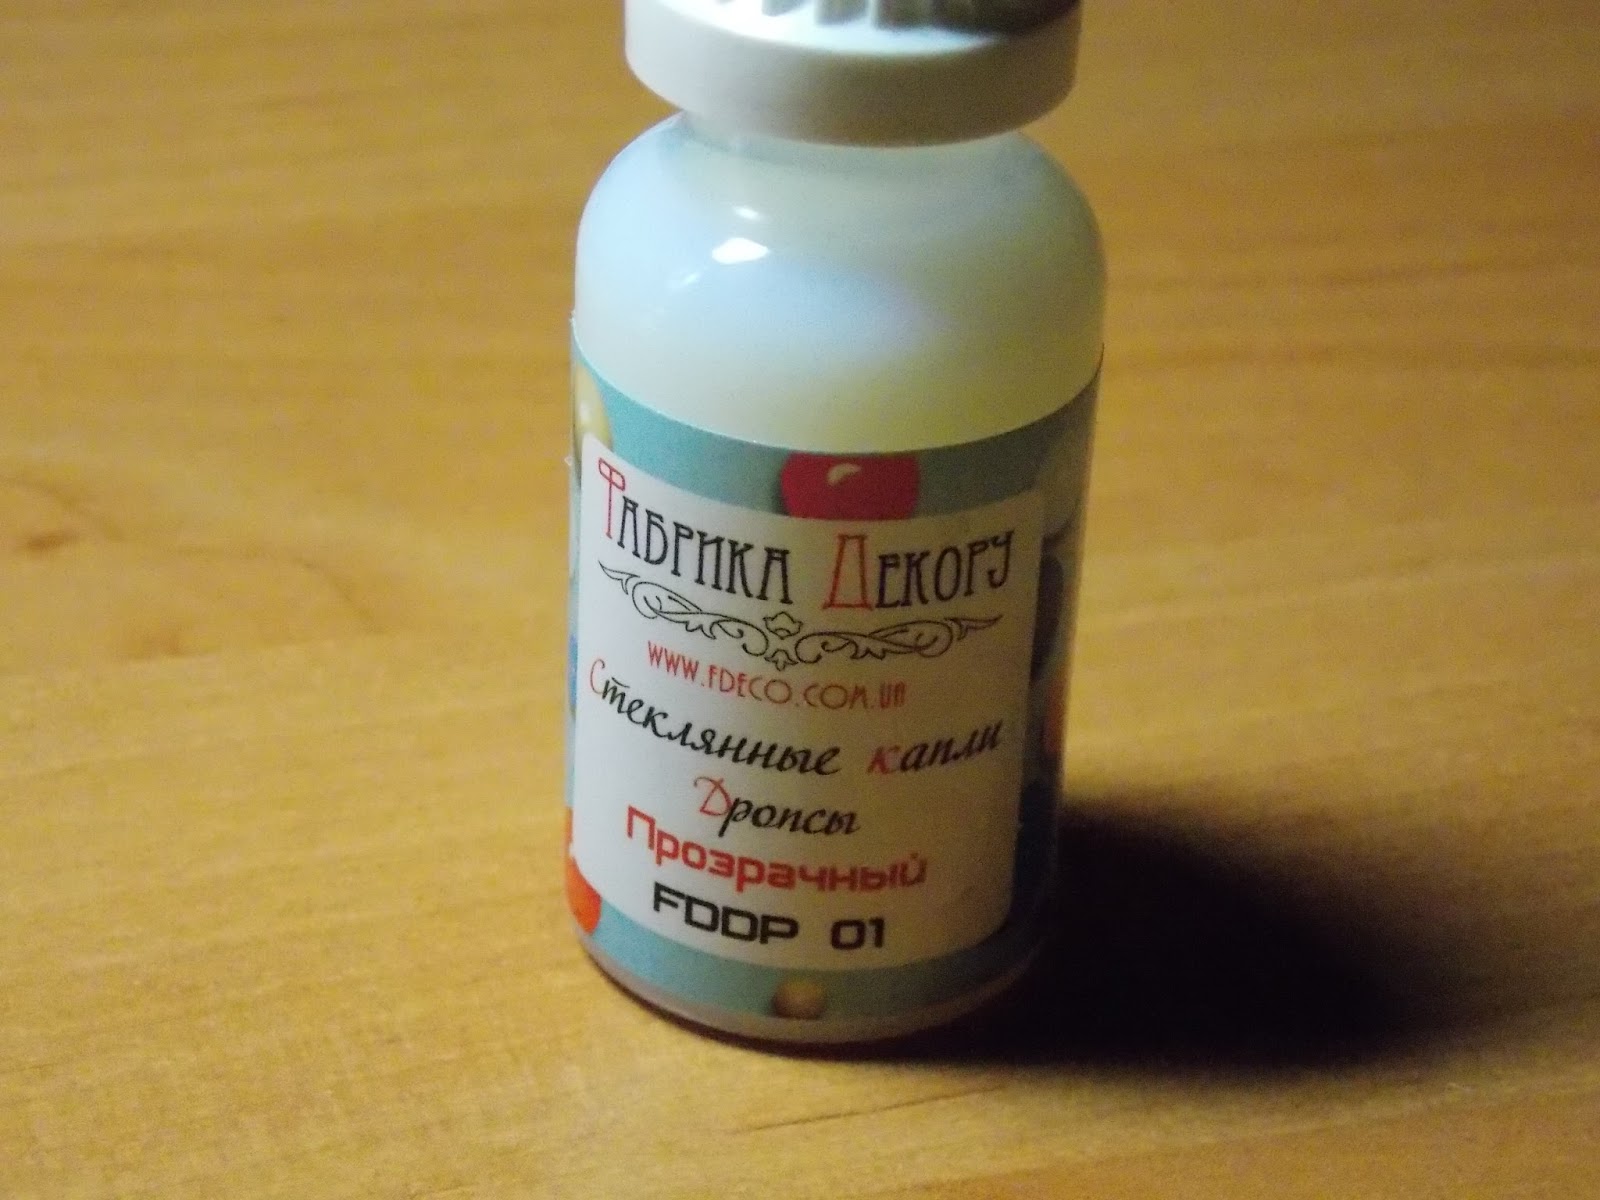 Фабрика Декору
www.fdeco.com.ua
Стеклянные капли
Дропсы
Прозрачный
FDDP 01